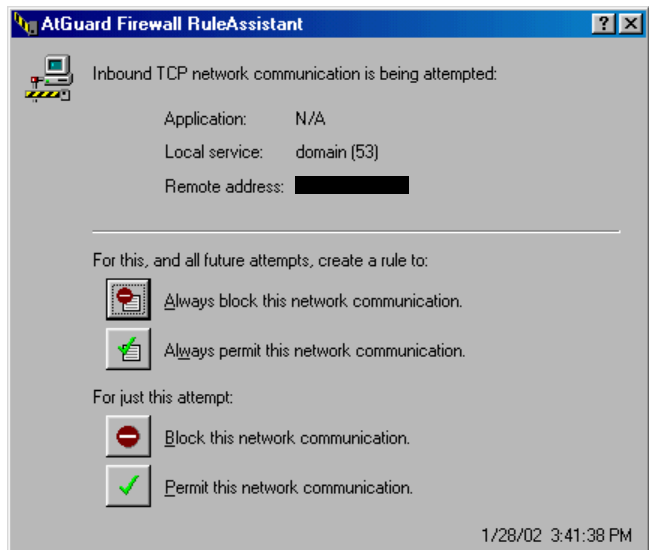 AtGuard Firewall RuleAssistant
Inbound TCP network communication is being attempted:
Application: N/A
Local service: domain (53)
Remote address:
For this, and all future attempts, create a rule to:
Always block this network communication.
Always permit this network communication.
For just this attempt:
Block this network communication.
Permit this network communication.
1/28/02 3:41:38 PM